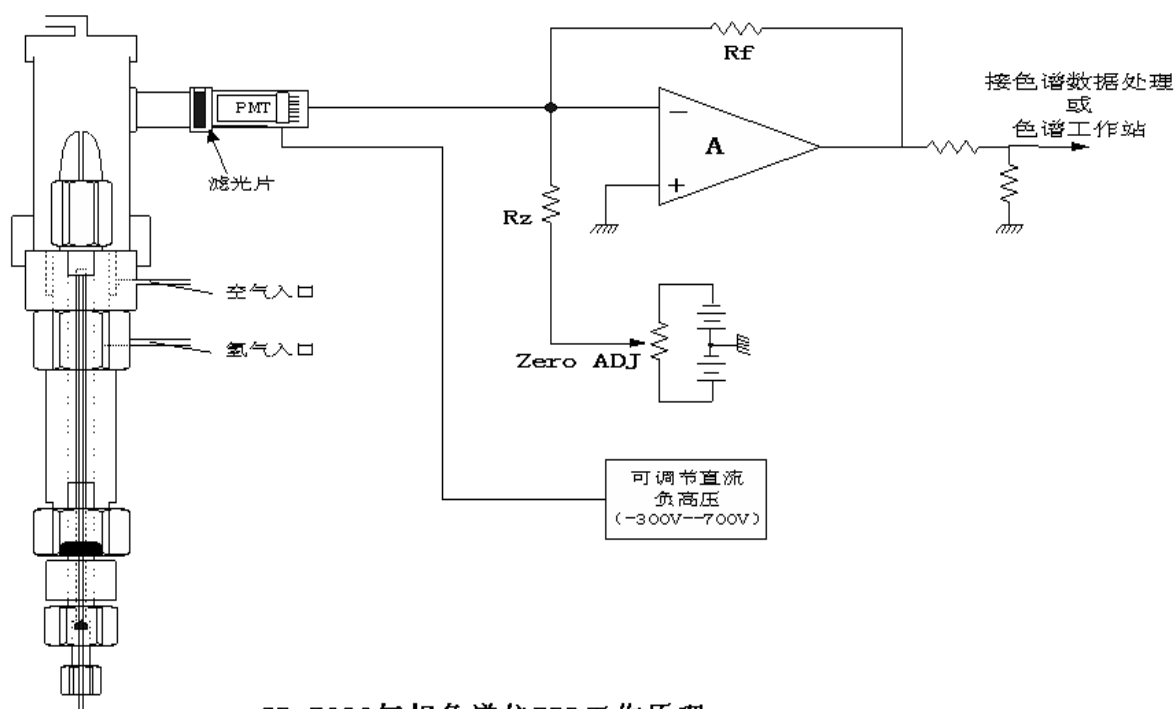 Rf
接色谱数据处理
或
色谱工作站
PMT
A
滤光片
Rz
空气入口
氢气入口
Zero ADJ
可调节直流
负高压
(-300V--700V)